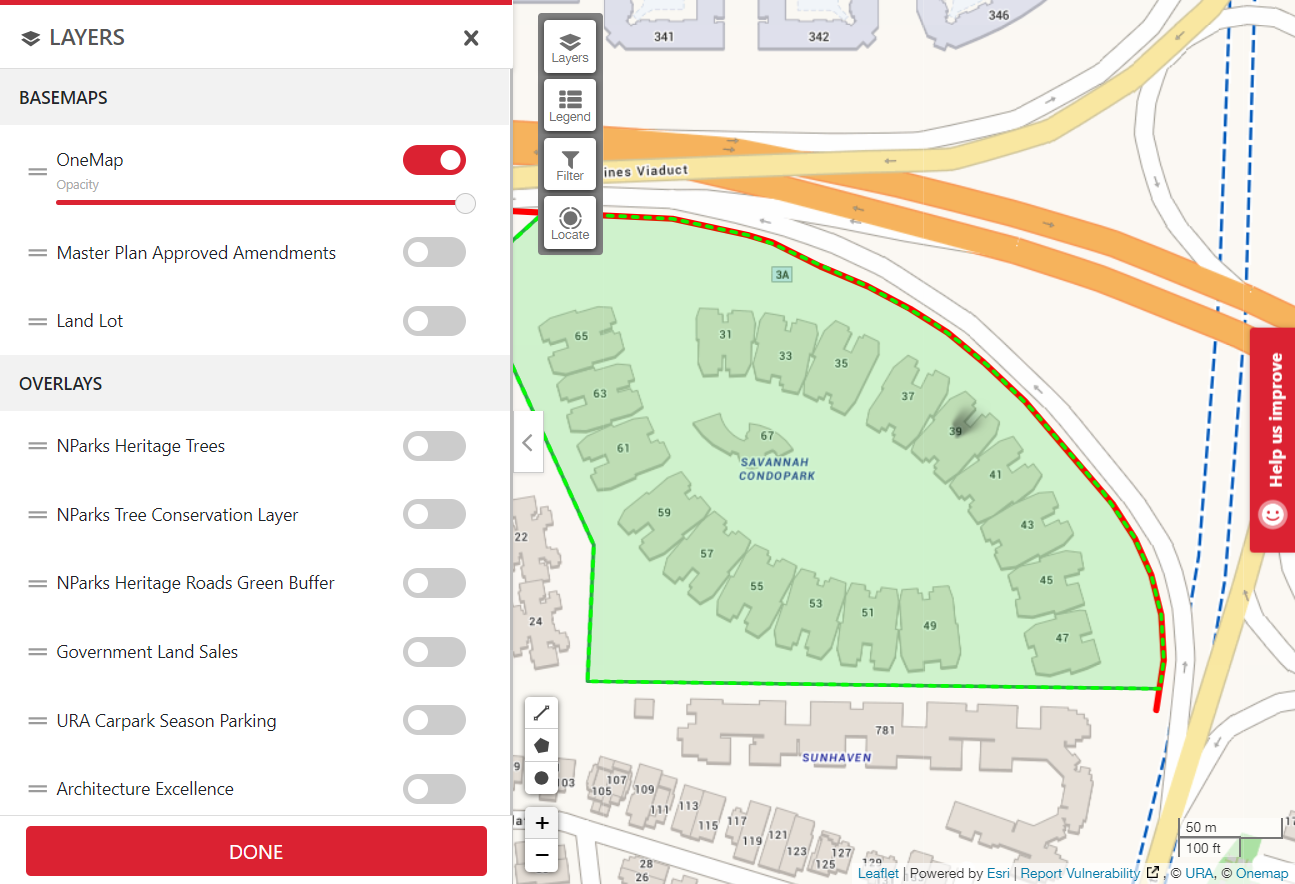 LAYERS
BASEMAPS
OneMap
Opacity
Master Plan Approved Amendments
Land Lot
OVERLAYS
NParks Heritage Trees
NParks Tree Conservation Layer
NParks Heritage Roads Green Buffer
Government Land Sales
URA Carpark Season Parking
Architecture Excellence
DONE
Layers
Legend
Filter
Locate
341
342
346
ines Viaduct
3A
65
31
33
35
63
37
39
67
61
SAVANNAH
CONDOPARK
41
59
43
22
57
45
55
53
51
49
24
47
781
SUNHAVEN
9
03
107
105
109
111
113
115
117
119
121
123
127
125
129
28
26
+
−
Help us improve
50 m
100 ft
Leaflet | Powered by Esri | Report Vulnerability , © URA, © Onemap